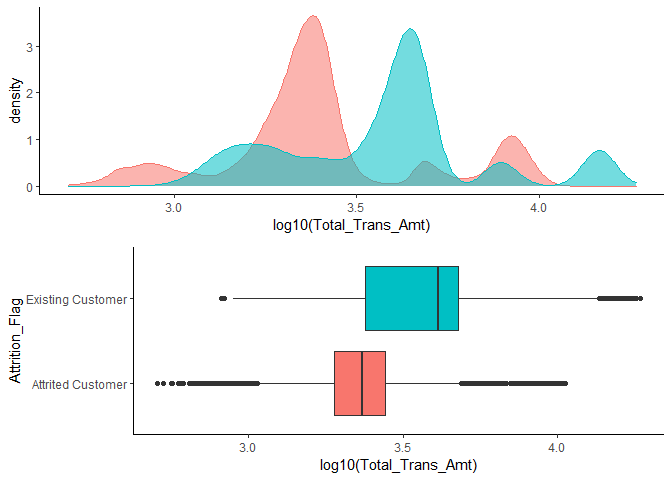 density
3
2
1
0
3.0 3.5 4.0
log10(Total_Trans_Amt)
Attrition_Flag
Existing Customer
Attrited Customer
3.0 3.5 4.0
log10(Total_Trans_Amt)